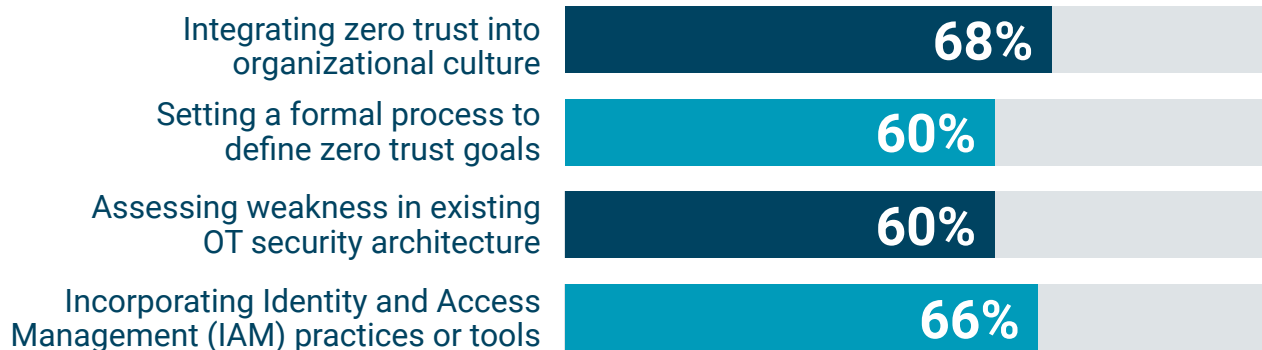 Integrating zero trust into
organizational culture
68%
Setting a formal process to
define zero trust goals
60%
Assessing weakness in existing
OT security architecture
60%
Incorporating Identity and Access
Management (IAM) practices or tools
66%